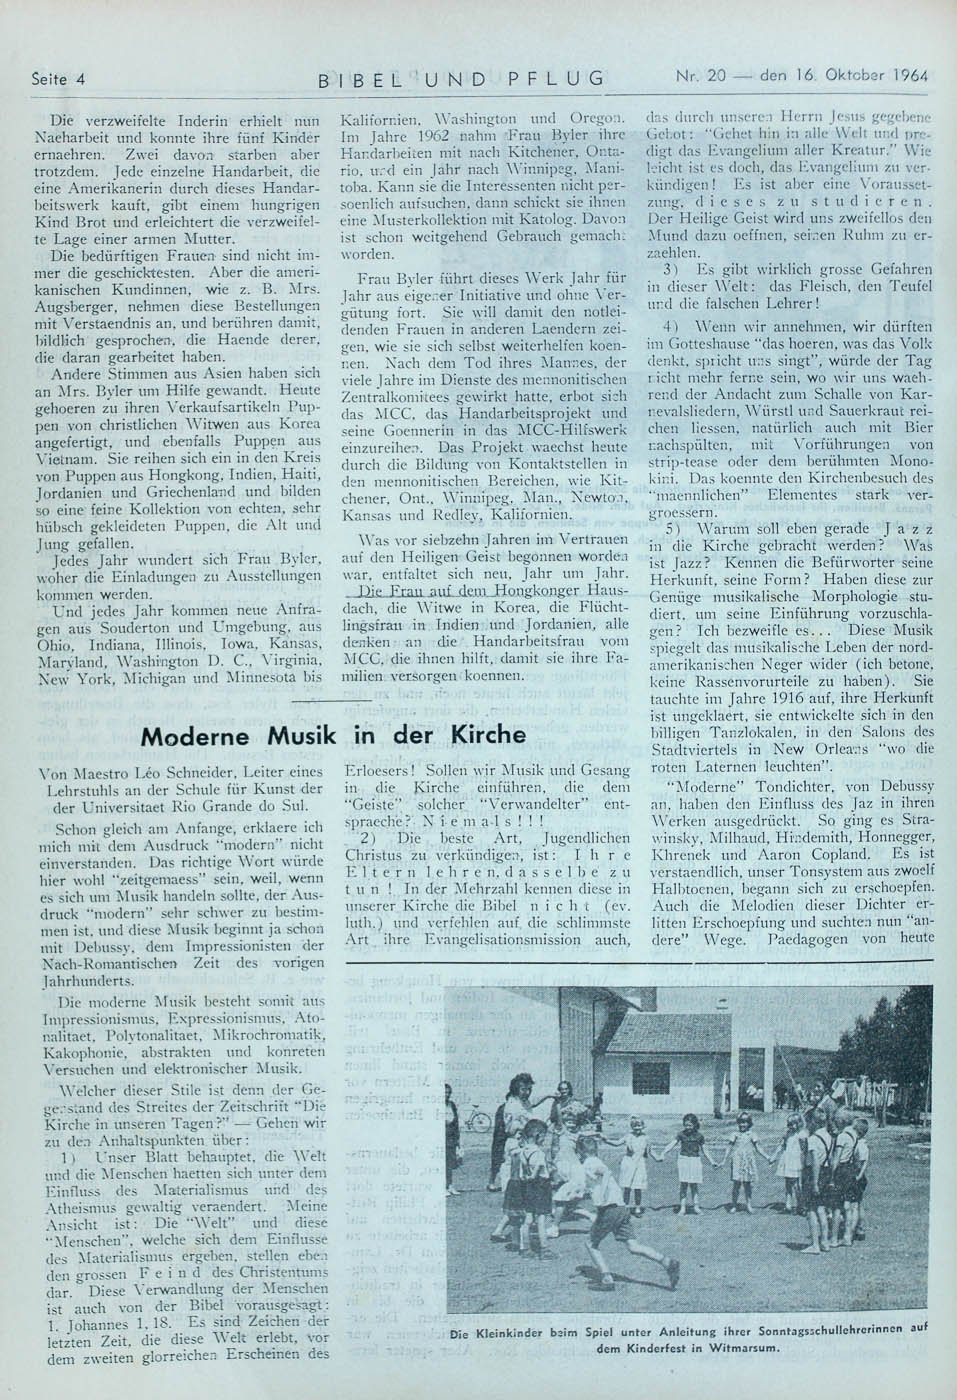 Seite 4
BIBEL UND PFLUG
Nr. 20 — den 16. Oktober 1964
Die verzweifelte Inderin erhielt nun
Naeharbeit und konnte ihre fünf Kinder
ernaehren. Zwei davon starben aber
trotzdem. Jede einzelne Handarbeit, die
eine Amerikanerin durch dieses Handar-
beitswerk kauft, gibt einem hungrigen
Kind Brot und erleichtert die verzweifel-
te Lage einer armen Mutter.
Die bedürftigen Frauen sind nicht im-
mer die geschicktesten. Aber die ameri-
kanischen Kundinnen, wie z. B. Mrs.
Augsberger, nehmen diese Bestellungen
mit Verstaendnis an, und berühren damit,
bildlich gesprochen, die Haende derer,
die daran gearbeitet haben.
Andere Stimmen aus Asien haben sich
an Mrs. Byler um Hilfe gewandt. Heute
gehoeren zu ihren Verkaufsartikeln Pup-
pen von christlichen Witwen aus Korea
angefertigt, und ebenfalls Puppen aus
Vietnam. Sie reihen sich ein in den Kreis
von Puppen aus Hongkong, Indien, Haiti,
Jordanien und Griechenland und bilden
so eine feine Kollektion von echten, sehr
hübsch gekleideten Puppen, die Alt und
Jung gefallen.
Jedes Jahr wundert sich Frau Byler,
woher die Einladungen zu Ausstellungen
kommen werden.
Und jedes Jahr kommen neue Anfra-
gen aus Souderton und Umgebung, aus
Ohio, Indiana, Illinois, Iowa, Kansas,
Maryland, Washington D. C., Virginia,
New York, Michigan und Minnesota bis
Kalifornien, Washington und Oregon.
Im Jahre 1962 nahm Frau Byler ihre
Handarbeiten mit nach Kitchener, Onta-
rio, und ein Jahr nach Winnipeg, Mani-
toba. Kann sie die Interessenten nicht per-
soenlich aufsuchen, dann schickt sie ihnen
eine Musterkollektion mit Katolog. Davon
ist schon weitgehend Gebrauch gemacht
worden.
Frau Byler führt dieses Werk Jahr für
Jahr aus eigener Initiative und ohne Ver-
gütung fort. Sie will damit den notlei-
denden Frauen in anderen Laendern zei-
gen, wie sie sich selbst weiterhelfen koen-
nen. Nach dem Tod ihres Mannes, der
viele Jahre im Dienste des mennonitischen
Zentralkomitees gewirkt hatte, erbot sich
das MCC, das Handarbeitsprojekt und
seine Goennerin in das MCC-Hilfswerk
einzureihen. Das Projekt waechst heute
durch die Bildung von Kontaktstellen in
den mennonitischen Bereichen, wie Kit-
chener, Ont., Winnipeg, Man., Newton,
Kansas und Redley, Kalifornien.
Was vor siebzehn Jahren im Vertrauen
auf den Heiligen Geist begonnen worden
war, entfaltet sich neu, Jahr um Jahr.
Die Frau auf dem Hongkonger Haus-
dach, die Witwe in Korea, die Flücht-
lingsfrau in Indien und Jordanien, alle
denken an die Handarbeitsfrau vom
MCC, die ihnen hilft, damit sie ihre Fa-
milien versorgen koennen.
Moderne Musik in der Kirche
Von Maestro Léo Schneider, Leiter eines
Lehrstuhls an der Schule für Kunst der
der Universitaet Rio Grande do Sul.
Schon gleich am Anfange, erklaere ich
mich mit dem Ausdruck "modern" nicht
einverstanden. Das richtige Wort würde
hier wohl "zeitgemaess" sein, weil, wenn
es sich um Musik handeln sollte, der Aus-
druck "modern" sehr schwer zu bestim-
men ist, und diese Musik beginnt ja schon
mit Debussy, dem Impressionisten der
Nach-Romantischen Zeit des vorigen
Jahrhunderts.
Die moderne Musik besteht somit aus
Impressionismus, Expressionismus, Ato-
nalitaet, Polytonalitaet, Mikrochromatik,
Kakophonie, abstrakten und konreten
Versuchen und elektronischer Musik.
Welcher dieser Stile ist denn der Ge-
genstand des Streites der Zeitschrift "Die
Kirche in unseren Tagen?" — Gehen wir
zu den Anhaltspunkten über:
1) Unser Blatt behauptet, die Welt
und die Menschen haetten sich unter dem
Einfluss des Materialismus und des
Atheismus gewaltig veraendert. Meine
Ansicht ist: Die "Welt" und diese
"Menschen", welche sich dem Einflusse
des Materialismus ergeben, stellen eben
den grossen F e i n d des Christentums
dar. Diese Verwandlung der Menschen
ist auch von der Bibel vorausgesagt:
1. Johannes 1, 18. Es sind Zeichen der
letzten Zeit, die diese Welt erlebt, vor
dem zweiten glorreichen Erscheinen des
Erloesers! Sollen wir Musik und Gesang
in die Kirche einführen, die dem
"Geiste" solcher "Verwandelter" ent-
spraeche? N i e m a l s ! ! !
2) Die beste Art, Jugendlichen
Christus zu verkündigen, ist: I h r e
E l t e r n l e h r e n, d a s s e l b e z u
t u n ! In der Mehrzahl kennen diese in
unserer Kirche die Bibel n i c h t (ev.
luth.) und verfehlen auf die schlimmste
Art ihre Evangelisationsmission auch,
das durch unseren Herrn Jesus gegebene
Gebot: "Gehet hin in alle Welt und pre-
digt das Evangelium aller Kreatur." Wie
leicht ist es doch, das Evangelium zu ver-
kündigen! Es ist aber eine Vorausset-
zung, d i e s e s z u s t u d i e r e n .
Der Heilige Geist wird uns zweifellos den
Mund dazu oeffnen, seinen Ruhm zu er-
zaehlen.
3) Es gibt wirklich grosse Gefahren
in dieser Welt: das Fleisch, den Teufel
und die falschen Lehrer!
4) Wenn wir annehmen, wir dürften
im Gotteshause "das hoeren, was das Volk
denkt, spricht uns singt", würde der Tag
nicht mehr ferne sein, wo wir uns waeh-
rend der Andacht zum Schalle von Kar-
nevalsliedern, Würstl und Sauerkraut rei-
chen liessen, natürlich auch mit Bier
nachspülten, mit Vorführungen von
strip-tease oder dem berühmten Mono-
kini. Das koennte den Kirchenbesuch des
"maennlichen" Elementes stark ver-
groessern.
5) Warum soll eben gerade J a z z
in die Kirche gebracht werden? Was
ist Jazz? Kennen die Befürworter seine
Herkunft, seine Form? Haben diese zur
Genüge musikalische Morphologie stu-
diert, um seine Einführung vorzuschla-
gen? Ich bezweifle es... Diese Musik
spiegelt das musikalische Leben der nord-
amerikanischen Neger wider (ich betone,
keine Rassenvorurteile zu haben). Sie
tauchte im Jahre 1916 auf, ihre Herkunft
ist ungeklaert, sie entwickelte sich in den
billigen Tanzlokalen, in den Salons des
Stadtviertels in New Orleans "wo die
roten Laternen leuchten".
"Moderne" Tondichter, von Debussy
an, haben den Einfluss des Jaz in ihren
Werken ausgedrückt. So ging es Stra-
winsky, Milhaud, Hindemith, Honnegger,
Khrenek und Aaron Copland. Es ist
verstaendlich, unser Tonsystem aus zwoelf
Halbtoenen, begann sich zu erschoepfen.
Auch die Melodien dieser Dichter er-
litten Erschoepfung und suchten nun "an-
dere" Wege. Paedagogen von heute
Die Kleinkinder beim Spiel unter Anleitung ihrer Sonntagsschullehrerinnen auf
dem Kinderfest in Witmarsum.